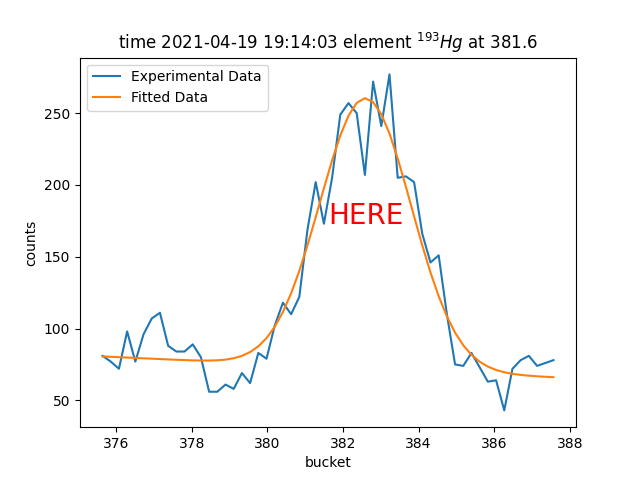 time 2021-04-19 19:14:03 element ¹⁹³Hg at 381.6
Experimental Data
Fitted Data
HERE
counts
250
200
150
100
50
376 378 380 382 384 386 388
bucket